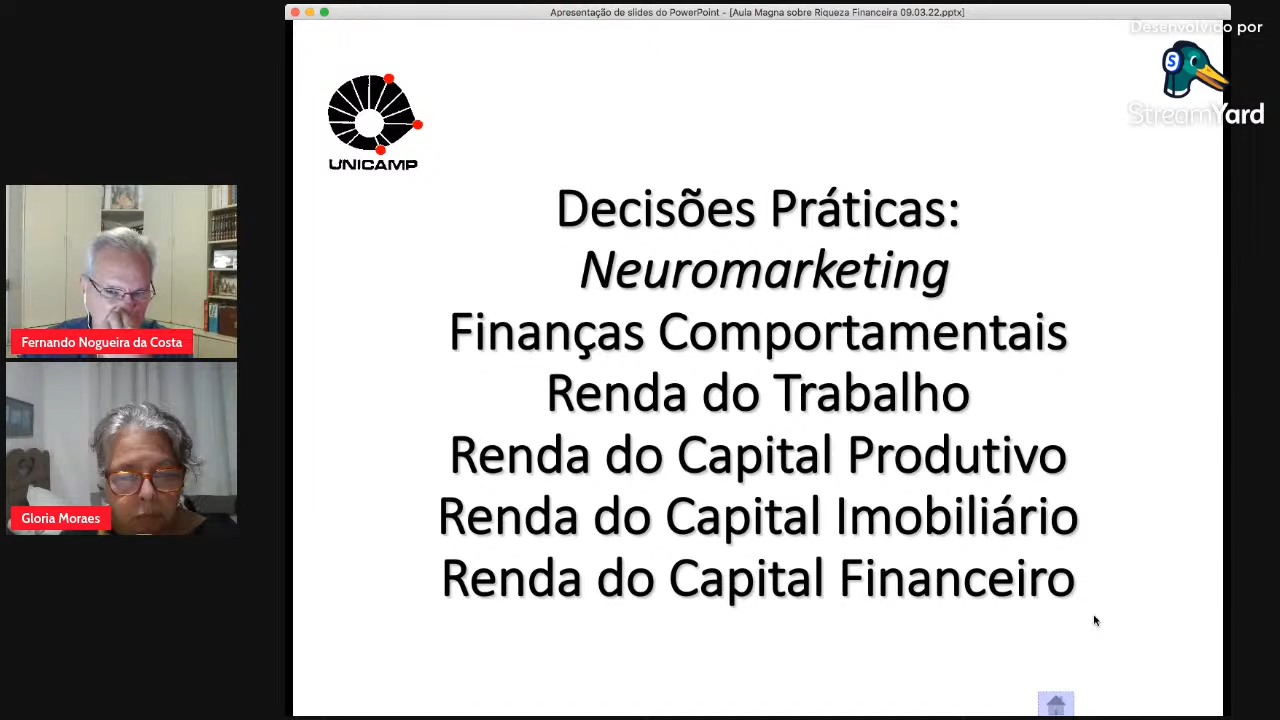 Apresentação de slides do PowerPoint - [Aula Magna sobre Riqueza Financeira 09.03.22.pptx]
Desenvolvido por
S
StreamYard
UNICAMP
Decisões Práticas:
Neuromarketing
Finanças Comportamentais
Renda do Trabalho
Renda do Capital Produtivo
Renda do Capital Imobiliário
Renda do Capital Financeiro
Fernando Nogueira da Costa
Gloria Moraes